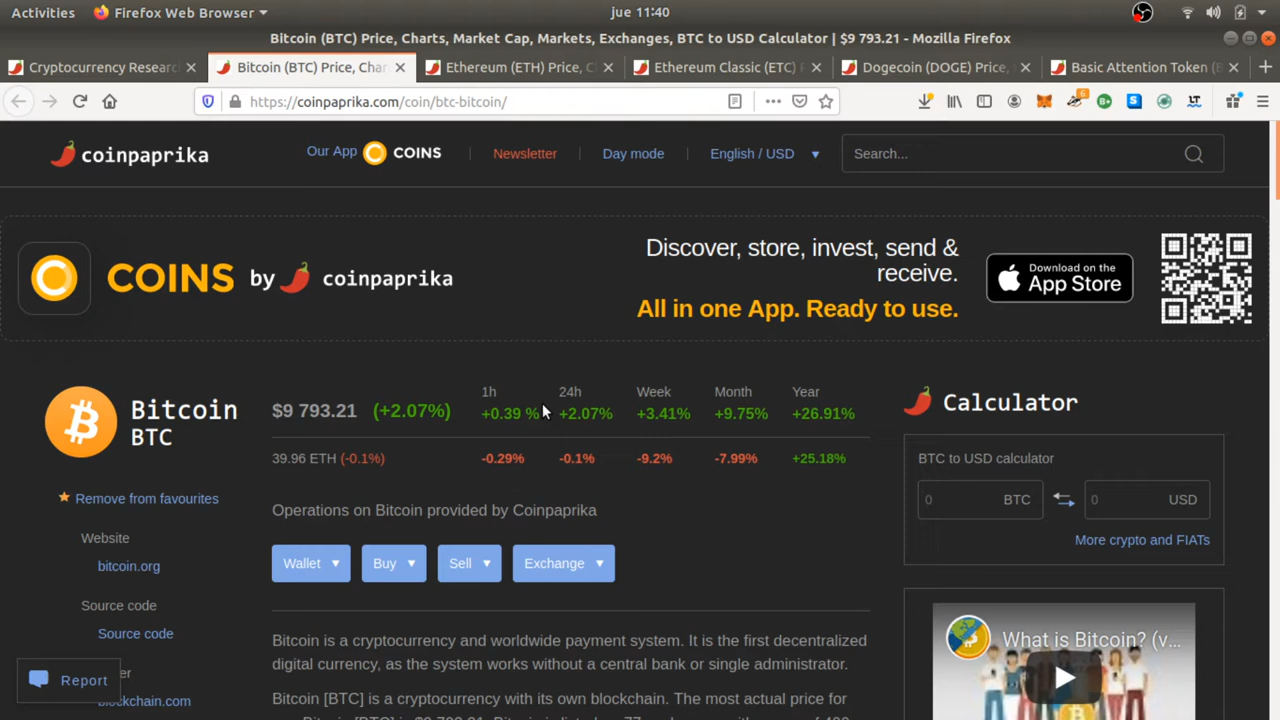 Activities
Firefox Web Browser
jue 11:40
Bitcoin (BTC) Price, Charts, Market Cap, Markets, Exchanges, BTC to USD Calculator | $9 793.21 - Mozilla Firefox
Cryptocurrency Resear
Bitcoin (BTC) Price, Char
Ethereum (ETH) Price, C
Ethereum Classic (ETC) P
Dogecoin (DOGE) Price,
Basic Attention Token (B
https://coinpaprika.com/coin/btc-bitcoin/
6
B+
S
LT
coinpaprika
Our App COINS
Newsletter
Day mode
English / USD
Search...
COINS by coinpaprika
Discover, store, invest, send &
receive.
All in one App. Ready to use.
Download on the
App Store
Bitcoin
BTC
$9 793.21 (+2.07%)
1h 24h Week Month Year
+0.39 % +2.07% +3.41% +9.75% +26.91%
39.96 ETH (-0.1%) -0.29% -0.1% -9.2% -7.99% +25.18%
Calculator
BTC to USD calculator
0 BTC 0 USD
More crypto and FIATs
Remove from favourites
Website
bitcoin.org
Source code
Source code
er
blockchain.com
Report
Operations on Bitcoin provided by Coinpaprika
Wallet Buy Sell Exchange
Bitcoin is a cryptocurrency and worldwide payment system. It is the first decentralized
digital currency, as the system works without a central bank or single administrator.
Bitcoin [BTC] is a cryptocurrency with its own blockchain. The most actual price for
What is Bitcoin? (v...